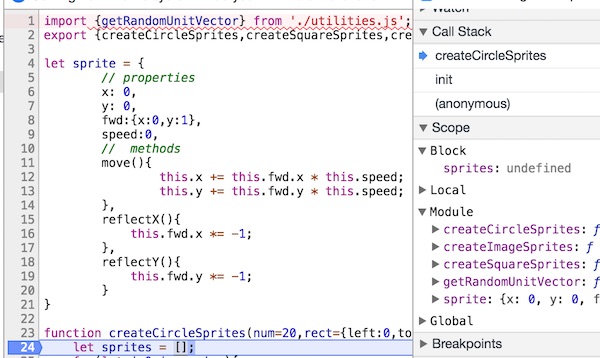 1 import {getRandomUnitVector} from './utilities.js';
2 export {createCircleSprites,createSquareSprites,cre
3
4 let sprite = {
5 // properties
6 x: 0,
7 y: 0,
8 fwd:{x:0,y:1},
9 speed:0,
10 // methods
11 move(){
12 this.x += this.fwd.x * this.speed;
13 this.y += this.fwd.y * this.speed;
14 },
15 reflectX(){
16 this.fwd.x *= -1;
17 },
18 reflectY(){
19 this.fwd.y *= -1;
20 }
21 }
22
23 function createCircleSprites(num=20,rect={left:0,to
24 let sprites = [];
Watch
Call Stack
createCircleSprites
init
(anonymous)
Scope
Block
sprites: undefined
Local
Module
createCircleSprites: f
createImageSprites: f
createSquareSprites: f
getRandomUnitVector: f
sprite: {x: 0, y: 0, f
Global
Breakpoints